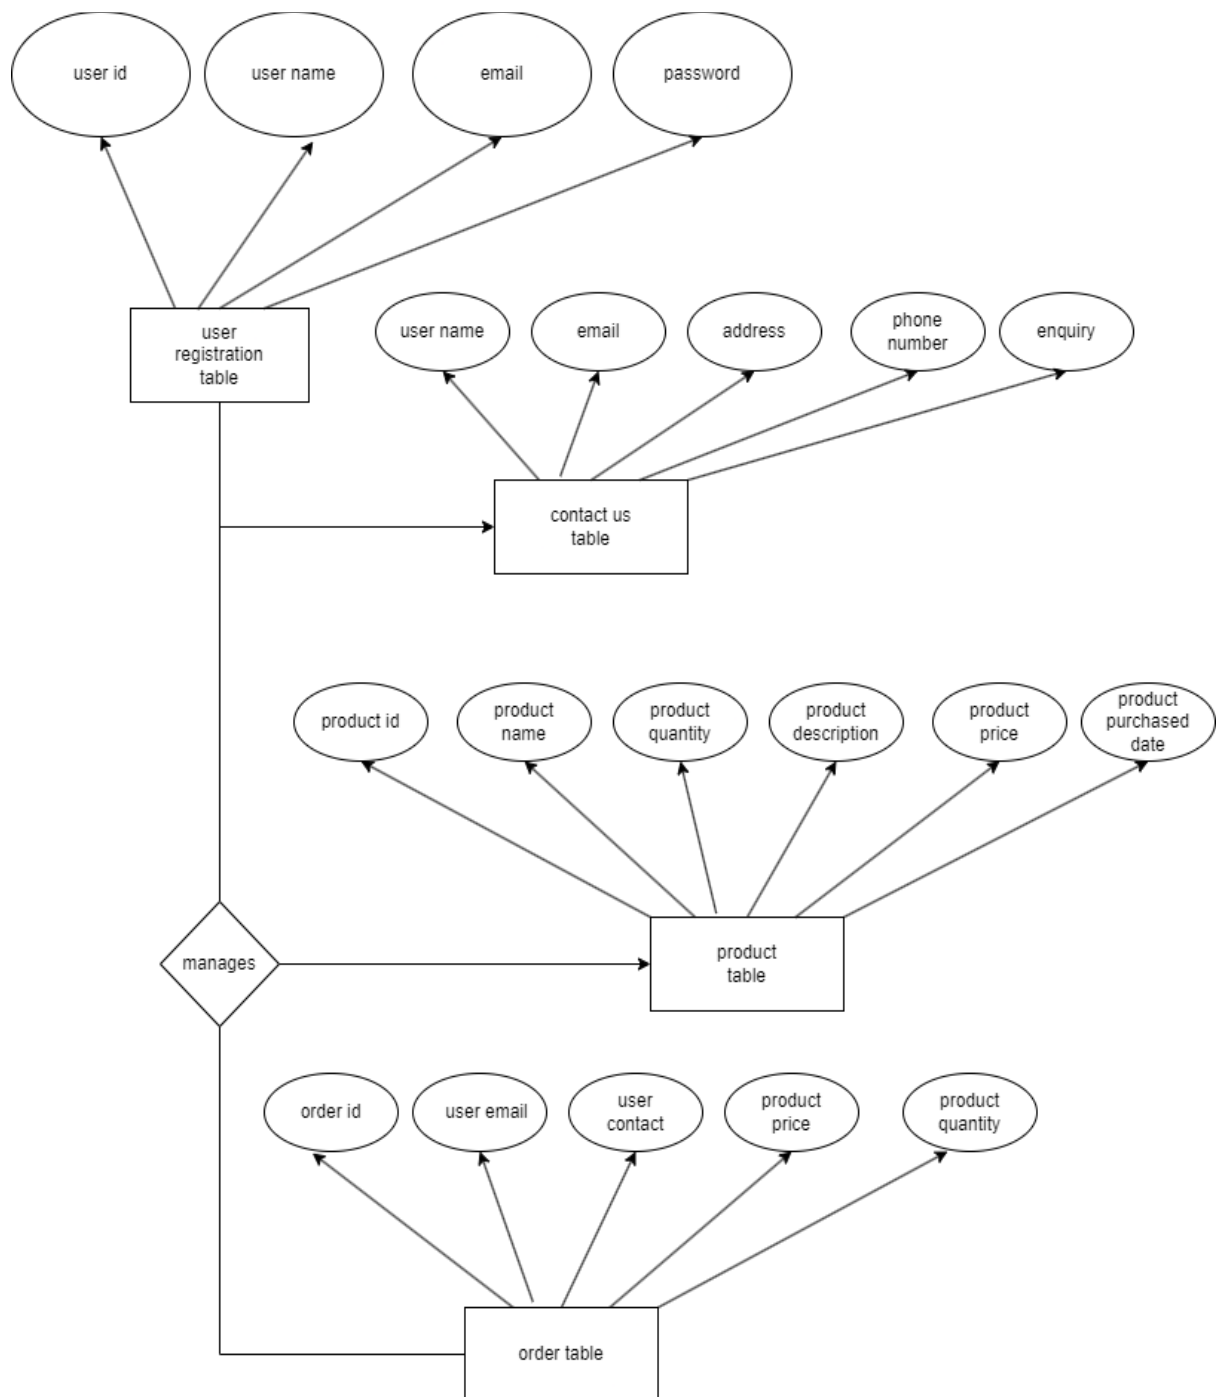 user id
user name
email
password
user
registration
table
user name
email
address
phone
number
enquiry
contact us
table
product id
product
name
product
quantity
product
description
product
price
product
purchased
date
manages
product
table
order id
user email
user
contact
product
price
product
quantity
order table